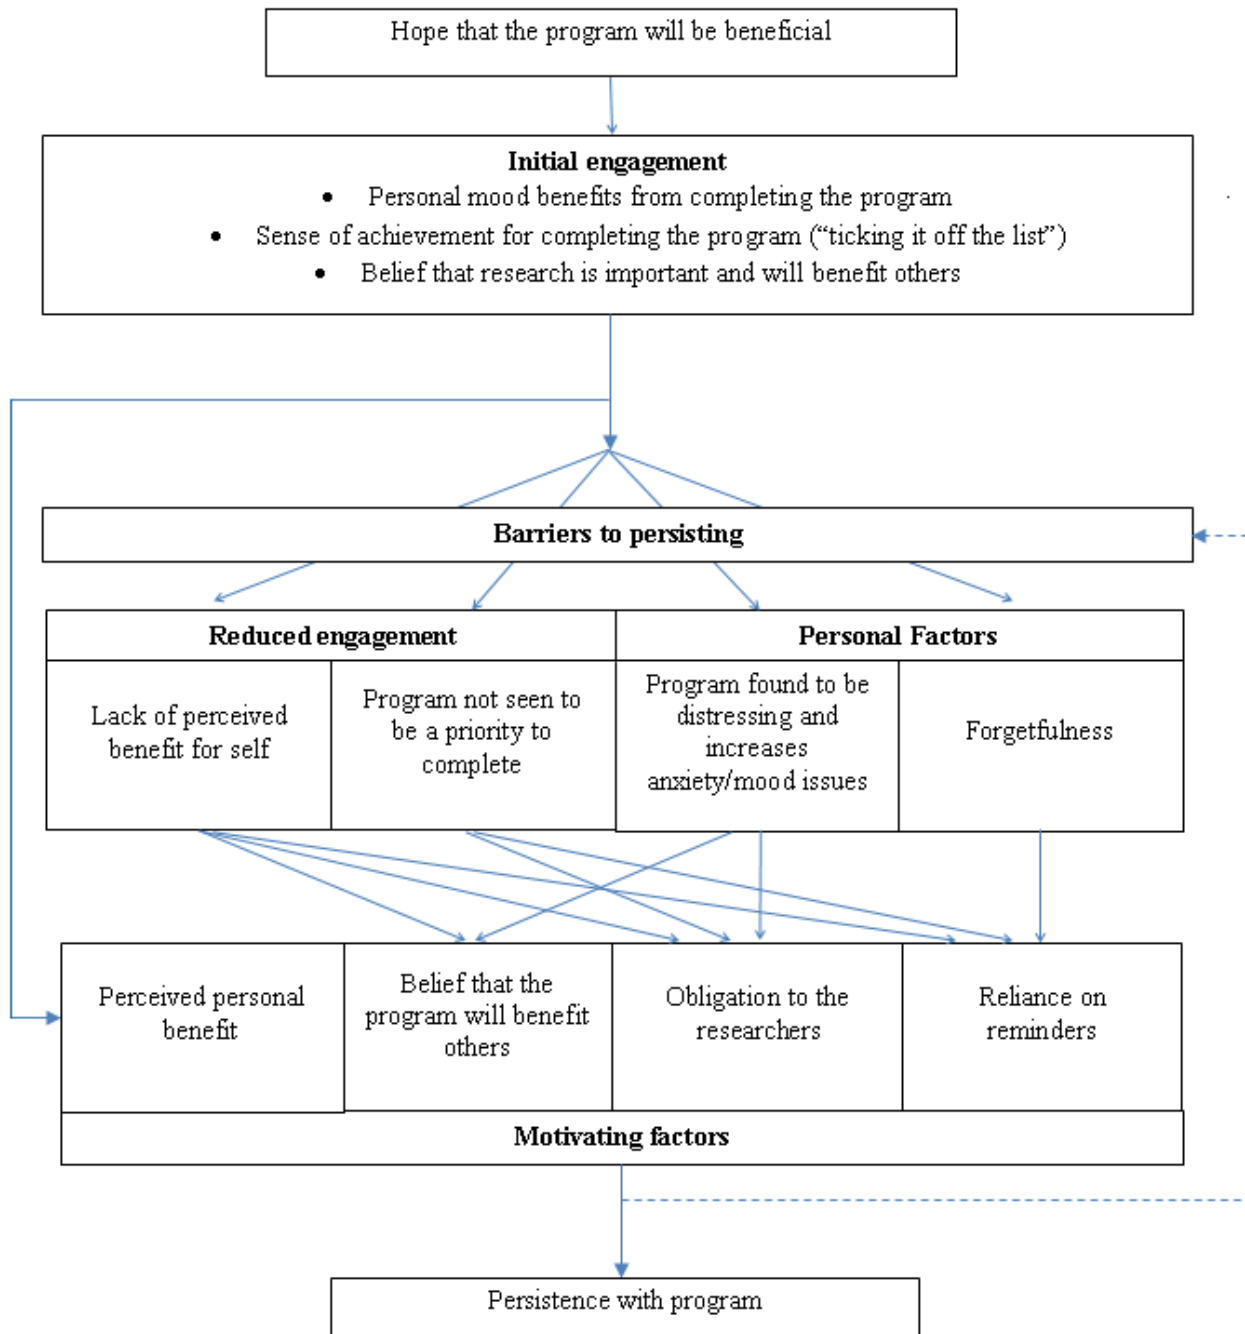 Hope that the program will be beneficial
Initial engagement
• Personal mood benefits from completing the program
• Sense of achievement for completing the program (“ticking it off the list”)
• Belief that research is important and will benefit others
Barriers to persisting
Reduced engagement
Personal Factors
Lack of perceived
benefit for self
Program not seen to
be a priority to
complete
Program found to be
distressing and
increases
anxiety/mood issues
Forgetfulness
Perceived personal
benefit
Belief that the
program will benefit
others
Obligation to the
researchers
Reliance on
reminders
Motivating factors
Persistence with program